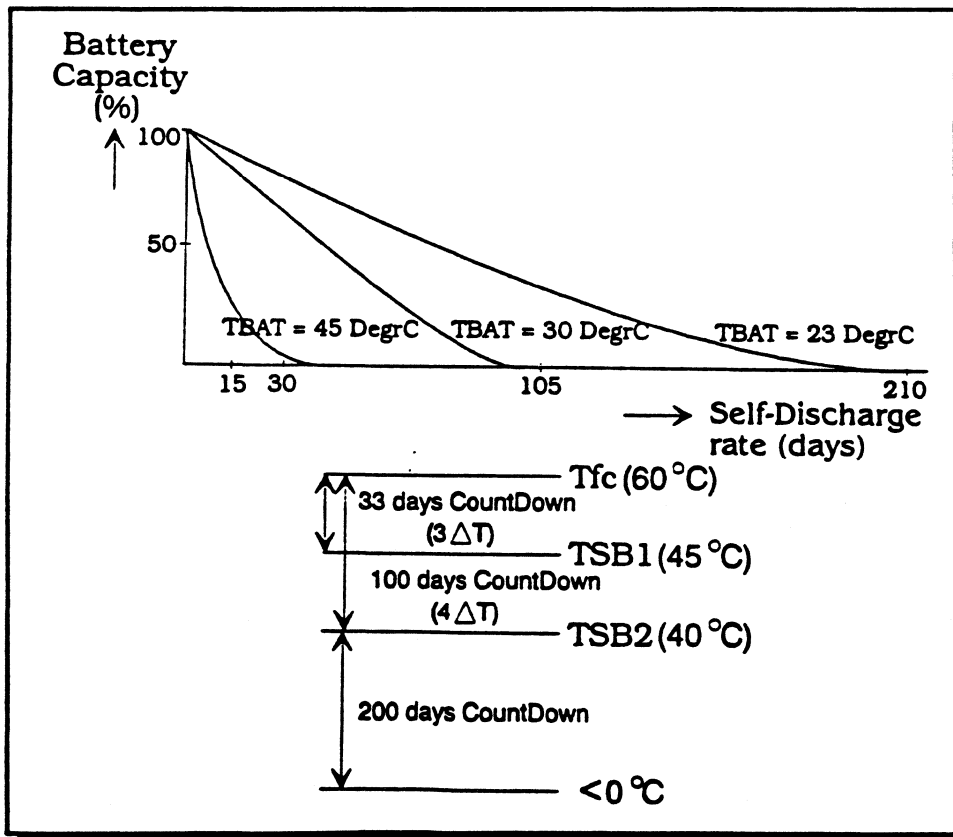 Battery
Capacity
(%)
100
50
TBAT = 45 DegrC
TBAT = 30 DegrC
TBAT = 23 DegrC
15
30
105
210
Self-Discharge
rate (days)
Tfc (60 °C)
33 days CountDown
(3 △T)
TSB1 (45 °C)
100 days CountDown
(4 △T)
TSB2 (40 °C)
200 days CountDown
<0 °C